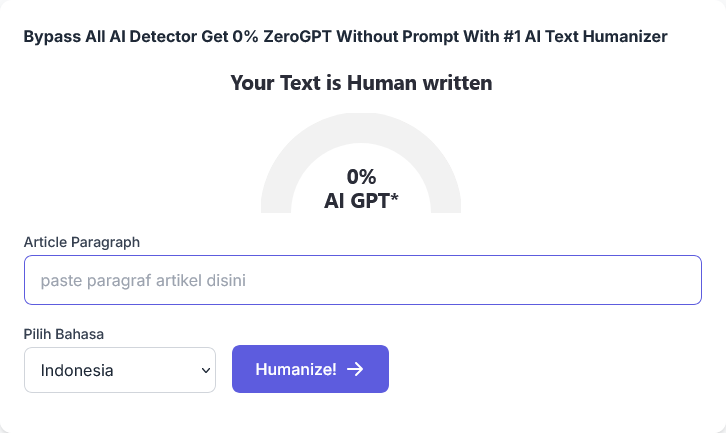 Bypass All AI Detector Get 0% ZeroGPT Without Prompt With #1 AI Text Humanizer
Your Text is Human written
0%
AI GPT*
Article Paragraph
paste paragraf artikel disini
Pilih Bahasa
Indonesia
Humanize! →